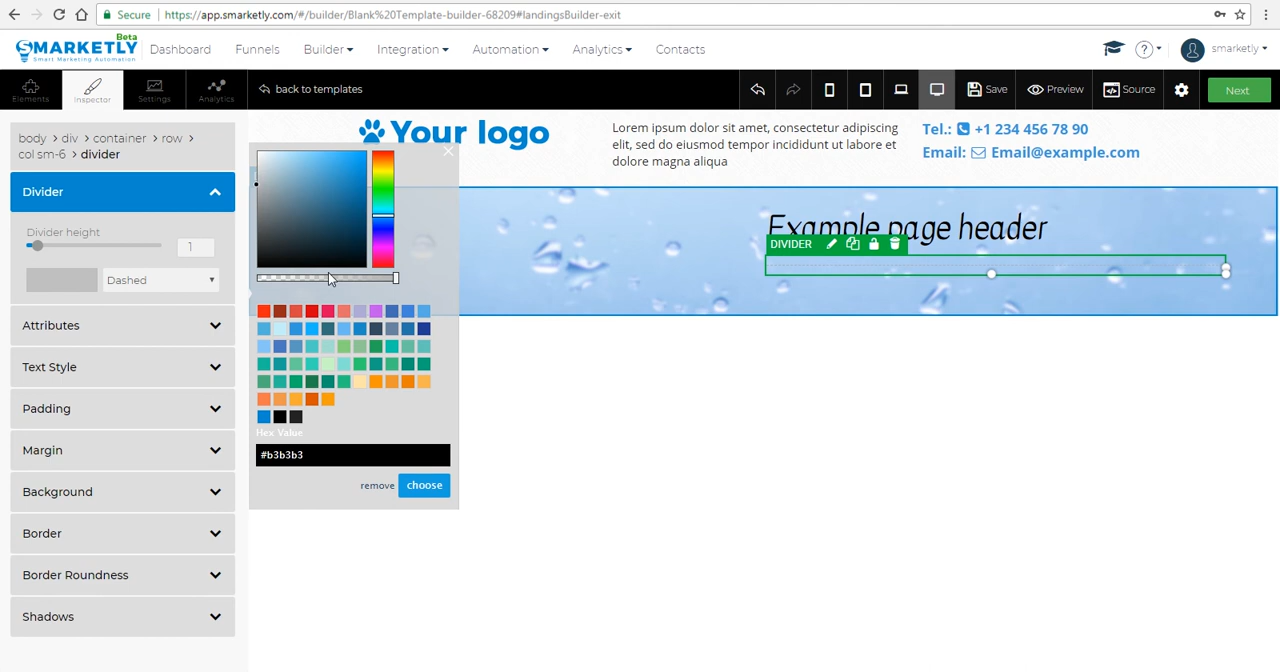 Secure https://app.smarketly.com/#/builder/Blank%20Template-builder-68209#landingsBuilder-exit
Beta
SMARKETLY
Smart Marketing Automation
Dashboard Funnels Builder Integration Automation Analytics Contacts ? smarketly
Elements Inspector Settings Analytics back to templates Save Preview Source Next
body div container row
col sm-6 divider
Divider
Divider height
1
Dashed
Attributes
Text Style
Padding
Margin
Background
Border
Border Roundness
Shadows
Your logo
Lorem ipsum dolor sit amet, consectetur adipiscing
elit, sed do eiusmod tempor incididunt ut labore et
dolore magna aliqua
Tel.: +1 234 456 78 90
Email: Email@example.com
Example page header
DIVIDER
Hex Value
#b3b3b3
remove choose